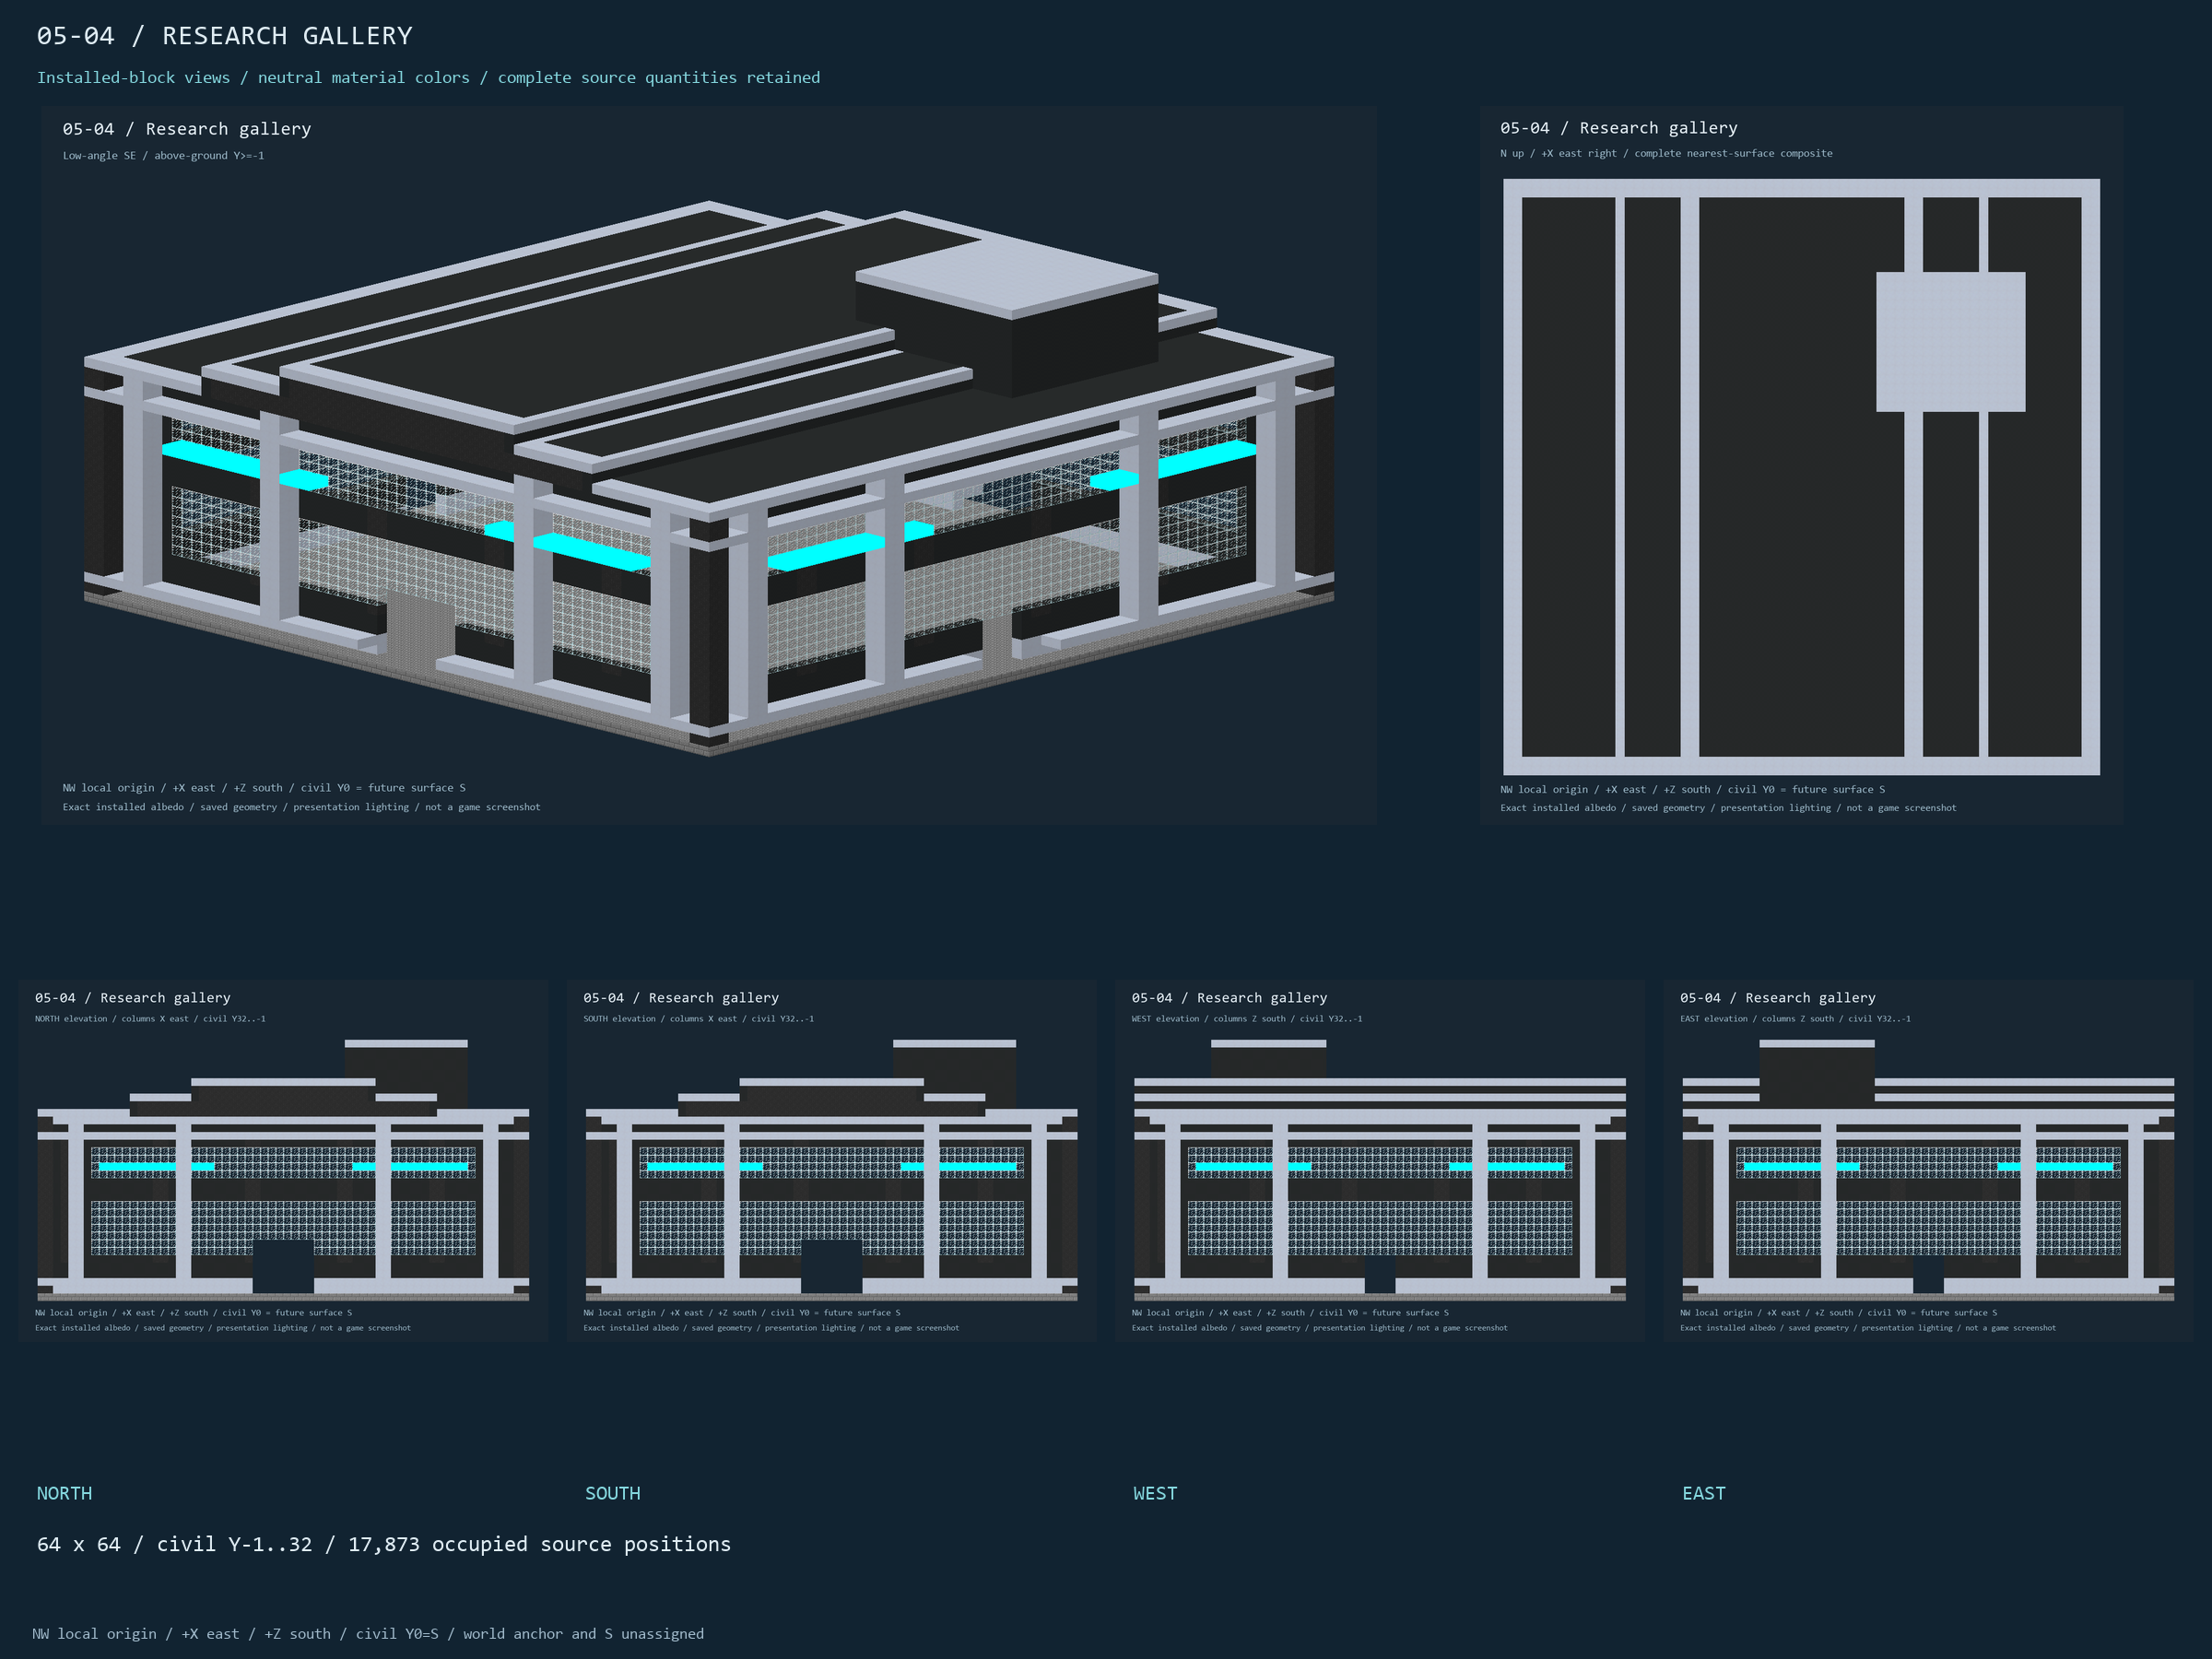 05-04 / RESEARCH GALLERY
Installed-block views / neutral material colors / complete source quantities retained
05-04 / Research gallery
Low-angle SE / above-ground Y>=-1
NW local origin / +X east / +Z south / civil Y0 = future surface S
Exact installed albedo / saved geometry / presentation lighting / not a game screenshot
05-04 / Research gallery
N up / +X east right / complete nearest-surface composite
NW local origin / +X east / +Z south / civil Y0 = future surface S
Exact installed albedo / saved geometry / presentation lighting / not a game screenshot
05-04 / Research gallery
NORTH elevation / columns X east / civil Y32..-1
NW local origin / +X east / +Z south / civil Y0 = future surface S
Exact installed albedo / saved geometry / presentation lighting / not a game screenshot
05-04 / Research gallery
SOUTH elevation / columns X east / civil Y32..-1
NW local origin / +X east / +Z south / civil Y0 = future surface S
Exact installed albedo / saved geometry / presentation lighting / not a game screenshot
05-04 / Research gallery
WEST elevation / columns Z south / civil Y32..-1
NW local origin / +X east / +Z south / civil Y0 = future surface S
Exact installed albedo / saved geometry / presentation lighting / not a game screenshot
05-04 / Research gallery
EAST elevation / columns Z south / civil Y32..-1
NW local origin / +X east / +Z south / civil Y0 = future surface S
Exact installed albedo / saved geometry / presentation lighting / not a game screenshot
NORTH
SOUTH
WEST
EAST
64 x 64 / civil Y-1..32 / 17,873 occupied source positions
NW local origin / +X east / +Z south / civil Y0=S / world anchor and S unassigned